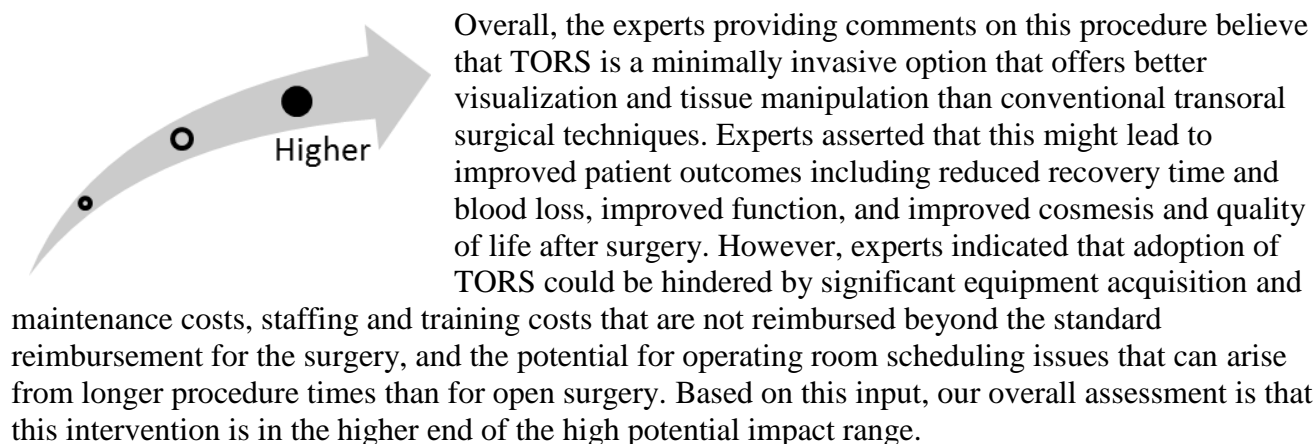 Overall, the experts providing comments on this procedure believe
that TORS is a minimally invasive option that offers better
visualization and tissue manipulation than conventional transoral
surgical techniques. Experts asserted that this might lead to
Higher
improved patient outcomes including reduced recovery time and
blood loss, improved function, and improved cosmesis and quality
of life after surgery. However, experts indicated that adoption of
TORS could be hindered by significant equipment acquisition and
maintenance costs, staffing and training costs that are not reimbursed beyond the standard
reimbursement for the surgery, and the potential for operating room scheduling issues that can arise
from longer procedure times than for open surgery. Based on this input, our overall assessment is that
this intervention is in the higher end of the high potential impact range.